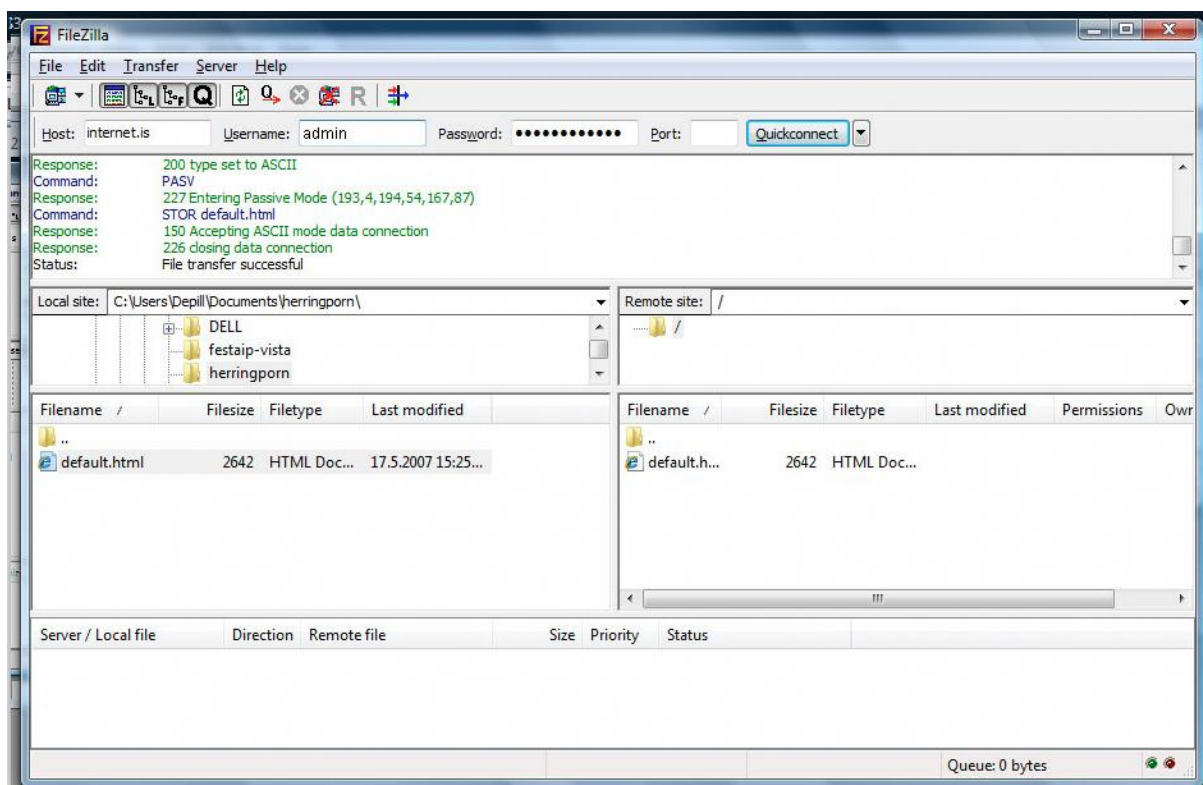 FileZilla
File Edit Transfer Server Help
Host: internet.is Username: admin Password: •••••••••••• Port: Quickconnect
Response: 200 type set to ASCII
Command: PASV
Response: 227 Entering Passive Mode (193,4,194,54,167,87)
Command: STOR default.html
Response: 150 Accepting ASCII mode data connection
Response: 226 closing data connection
Status: File transfer successful
Local site: C:\Users\Depill\Documents\herringporn\ Remote site: /
DELL /
festaip-vista
herringporn
Filename / Filesize Filetype Last modified Filename / Filesize Filetype Last modified Permissions Owr
.. ..
default.html 2642 HTML Doc... 17.5.2007 15:25... default.h... 2642 HTML Doc...
Server / Local file Direction Remote file Size Priority Status
Queue: 0 bytes